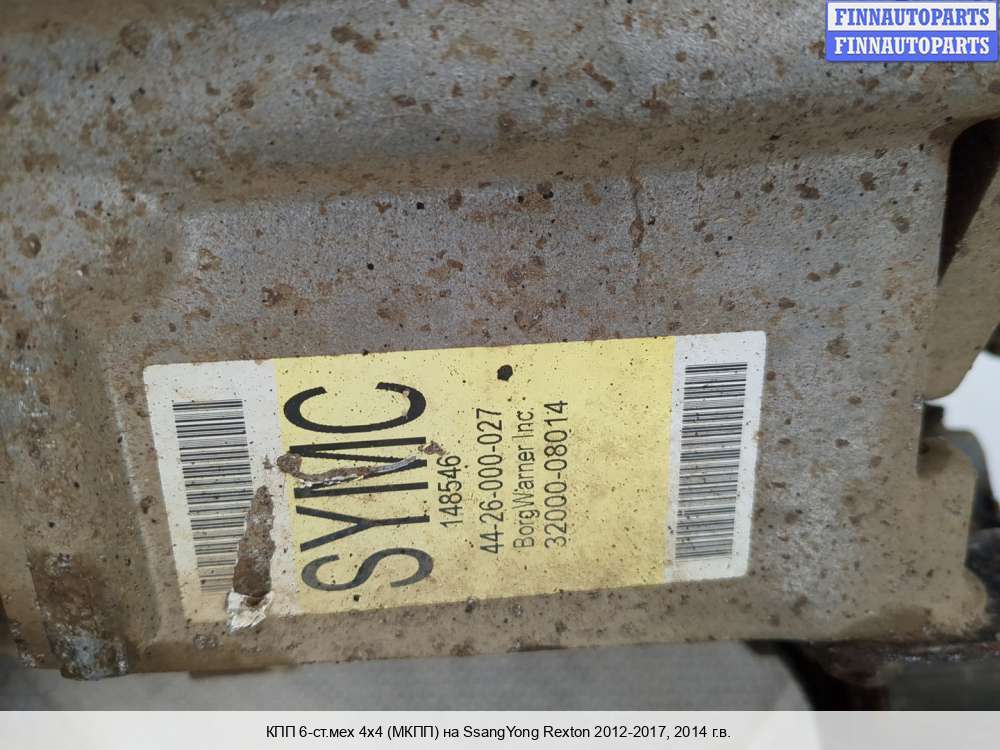 FINNAUTOPARTS
FINNAUTOPARTS
SYMC
148546
44-26-000-027
BorgWarner Inc.
32000-08014
КПП 6-ст.мех 4x4 (МКПП) на SsangYong Rexton 2012-2017, 2014 г.в.